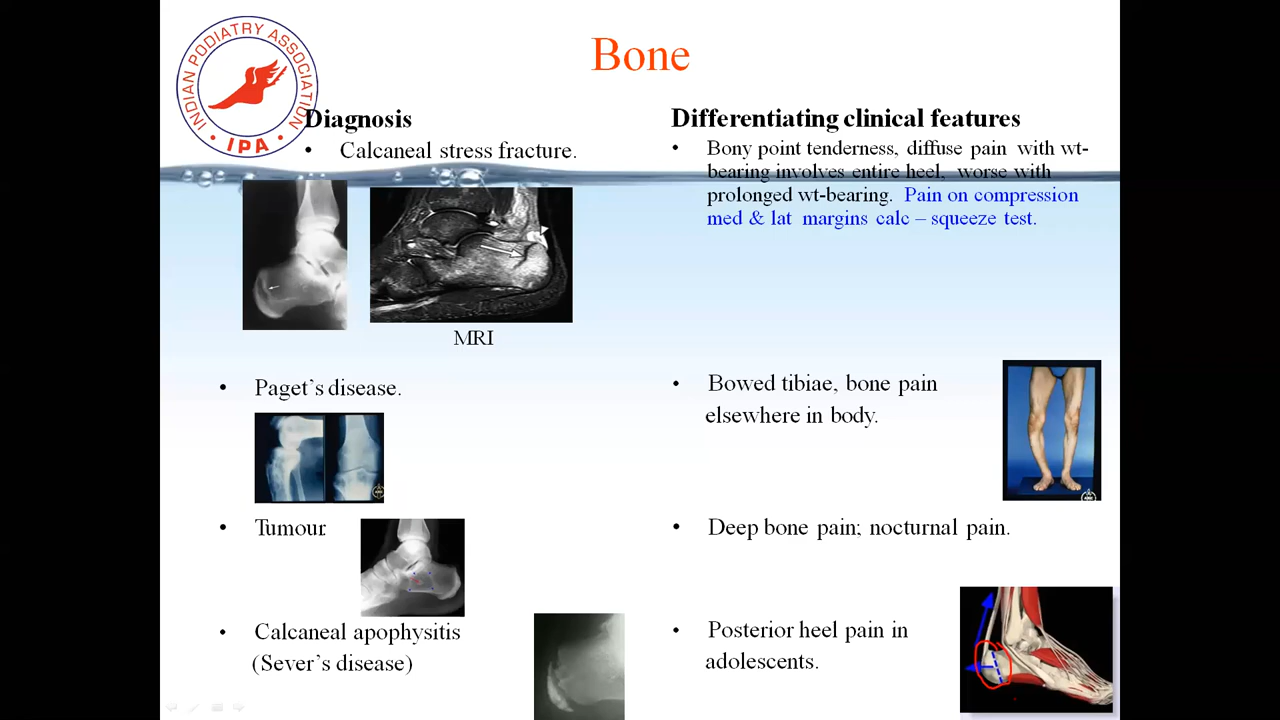 INDIAN PODIATRY ASSOCIATION
IPA
Bone
Diagnosis
• Calcaneal stress fracture.
MRI
• Paget's disease.
• Tumour.
• Calcaneal apophysitis
(Sever's disease)
Differentiating clinical features
• Bony point tenderness, diffuse pain with wt-
bearing involves entire heel, worse with
prolonged wt-bearing. Pain on compression
med & lat margins calc – squeeze test.
• Bowed tibiae, bone pain
elsewhere in body.
• Deep bone pain; nocturnal pain.
• Posterior heel pain in
adolescents.